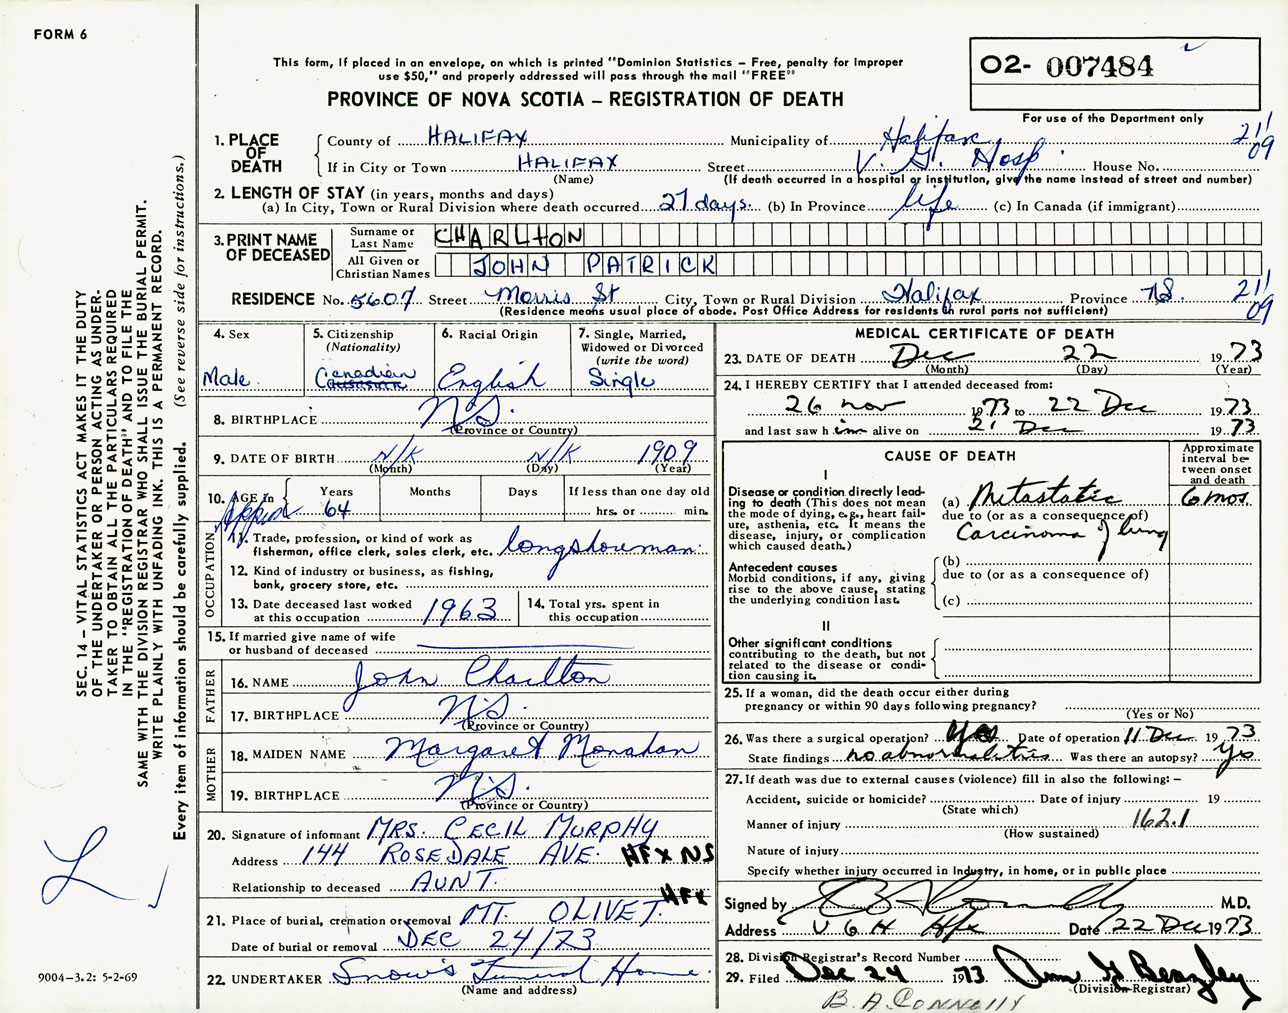 FORM 6
This form, if placed in an envelope, on which is printed "Dominion Statistics – Free, penalty for improper
use $50," and properly addressed will pass through the mail "FREE"
PROVINCE OF NOVA SCOTIA – REGISTRATION OF DEATH
O2- 007484
For use of the Department only
211
09
1. PLACE OF DEATH
County of HALIFAX Municipality of Halifax
If in City or Town HALIFAX Street V. G. Hosp. House No.
(Name) (If death occurred in a hospital or institution, give the name instead of street and number)
2. LENGTH OF STAY (in years, months and days)
(a) In City, Town or Rural Division where death occurred 27 days. (b) In Province life (c) In Canada (if immigrant)
3. PRINT NAME OF DECEASED
Surname or Last Name CHARLTON
All Given or Christian Names JOHN PATRICK
RESIDENCE No. 5607 Street Morris St City, Town or Rural Division Halifax Province NS. 211
09
(Residence means usual place of abode. Post Office Address for residents in rural parts not sufficient)
4. Sex
Male
5. Citizenship
(Nationality)
Canadian
6. Racial Origin
English
7. Single, Married,
Widowed or Divorced
(write the word)
Single
8. BIRTHPLACE N.S.
(Province or Country)
9. DATE OF BIRTH N/K N/K 1909
(Month) (Day) (Year)
10. AGE in Years Months Days If less than one day old
Approx 64 hrs. or min.
OCCUPATION
11. Trade, profession, or kind of work as
fisherman, office clerk, sales clerk, etc. longshoreman.
12. Kind of industry or business, as fishing,
bank, grocery store, etc.
13. Date deceased last worked
at this occupation 1963
14. Total yrs. spent in
this occupation
15. If married give name of wife
or husband of deceased
FATHER
16. NAME John Charlton
17. BIRTHPLACE N.S.
(Province or Country)
MOTHER
18. MAIDEN NAME Margaret Monahan
19. BIRTHPLACE N.S.
(Province or Country)
20. Signature of informant MRS. CECIL MURPHY
Address 144 ROSEDALE AVE. HFX NS
Relationship to deceased AUNT.
HFX
21. Place of burial, cremation or removal MT. OLIVET.
Date of burial or removal DEC 24/73
22. UNDERTAKER Snow's Funeral Home.
(Name and address)
MEDICAL CERTIFICATE OF DEATH
23. DATE OF DEATH Dec 22 1973
(Month) (Day) (Year)
24. I HEREBY CERTIFY that I attended deceased from:
26 nov 1973 to 22 Dec 1973
and last saw h im alive on 21 Dec 1973
CAUSE OF DEATH
Approximate
interval be-
tween onset
and death
I
Disease or condition directly lead-
ing to death (This does not mean
the mode of dying, e.g., heart fail-
ure, asthenia, etc. It means the
disease, injury, or complication
which caused death.)
(a) Metastatic 6 mos.
due to (or as a consequence of)
Carcinoma of lung
Antecedent causes
Morbid conditions, if any, giving
rise to the above cause, stating
the underlying condition last.
(b)
due to (or as a consequence of)
(c)
II
Other significant conditions
contributing to the death, but not
related to the disease or condi-
tion causing it.
25. If a woman, did the death occur either during
pregnancy or within 90 days following pregnancy?
(Yes or No)
26. Was there a surgical operation? Yes Date of operation 11 Dec 1973
State findings no abnormalities Was there an autopsy? Yes
27. If death was due to external causes (violence) fill in also the following: –
Accident, suicide or homicide? Date of injury 19
(State which)
Manner of injury 162.1
(How sustained)
Nature of injury
Specify whether injury occurred in Industry, in home, or in public place
Signed by B A Connolly M.D.
Address V G H Hfx Date 22 Dec 1973
28. Division Registrar's Record Number
29. Filed Dec 24 1973 Ann G Beazley
(Division Registrar)
B. A. CONNOLLY
SEC. 14 – VITAL STATISTICS ACT MAKES IT THE DUTY
OF THE UNDERTAKER OR PERSON ACTING AS UNDER-
TAKER TO OBTAIN ALL THE PARTICULARS REQUIRED
IN THE "REGISTRATION OF DEATH" AND TO FILE THE
SAME WITH THE DIVISION REGISTRAR WHO SHALL ISSUE THE BURIAL PERMIT.
WRITE PLAINLY WITH UNFADING INK. THIS IS A PERMANENT RECORD.
Every item of information should be carefully supplied. (See reverse side for instructions.)
9004–3.2: 5-2-69